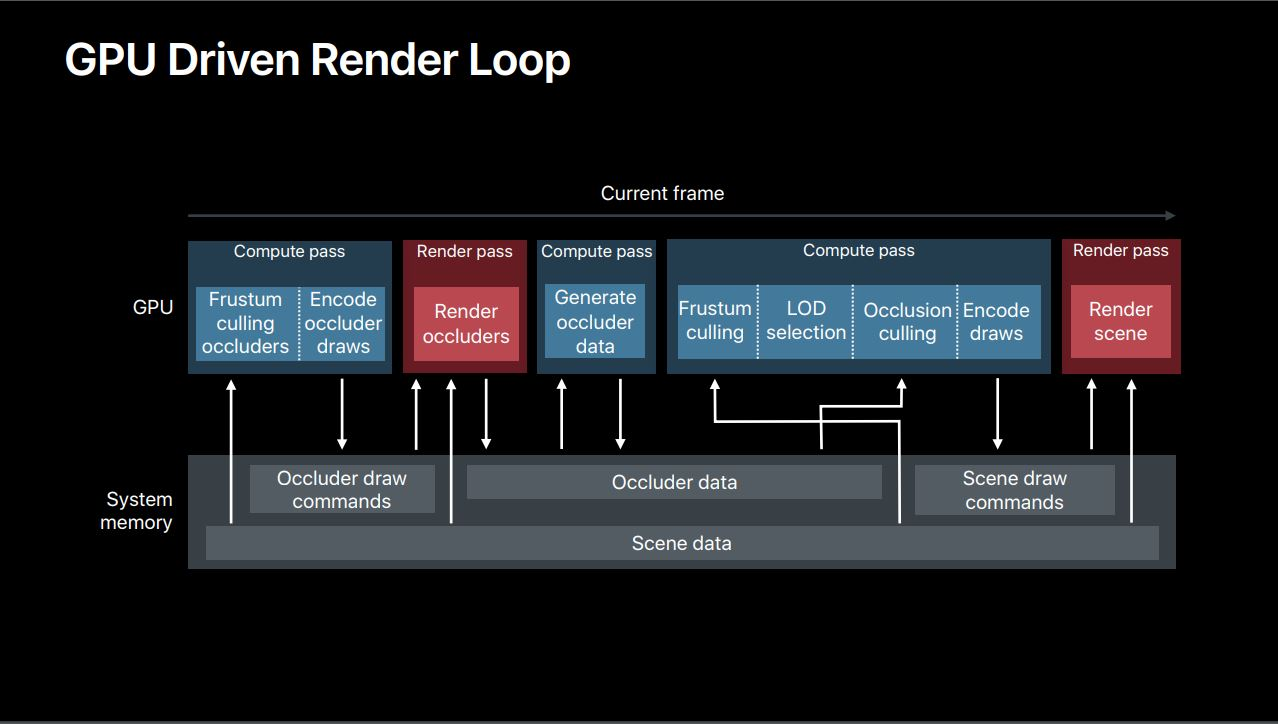 GPU Driven Render Loop
Current frame
Compute pass
Render pass
Compute pass
Compute pass
Render pass
GPU
Frustum
culling
occluders
Encode
occluder
draws
Render
occluders
Generate
occluder
data
Frustum
culling
LOD
selection
Occlusion
culling
Encode
draws
Render
scene
System
memory
Occluder draw
commands
Occluder data
Scene draw
commands
Scene data